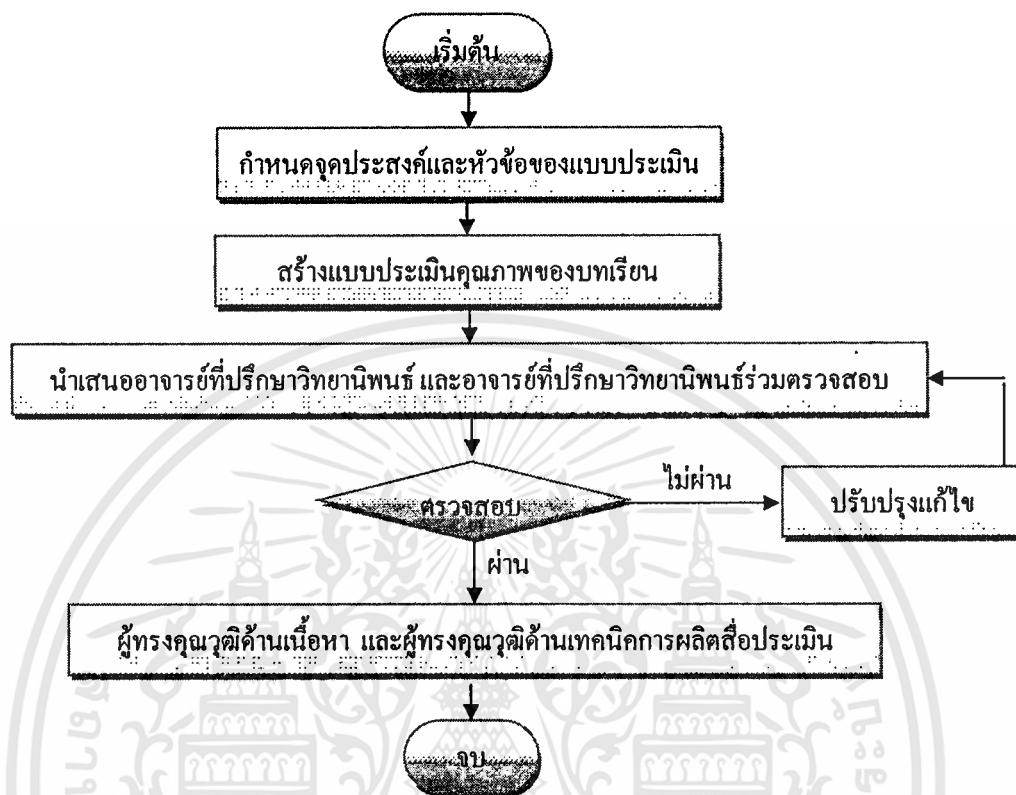 เริ่มต้น
กำหนดจุดประสงค์และหัวข้อของแบบประเมิน
สร้างแบบประเมินคุณภาพของบทเรียน
นำเสนออาจารย์ที่ปรึกษาวิทยานิพนธ์ และอาจารย์ที่ปรึกษาวิทยานิพนธ์ร่วมตรวจสอบ
ตรวจสอบ
ไม่ผ่าน
ปรับปรุงแก้ไข
ผ่าน
ผู้ทรงคุณวุฒิด้านเนื้อหา และผู้ทรงคุณวุฒิด้านเทคนิคการผลิตสื่อประเมิน
จบ